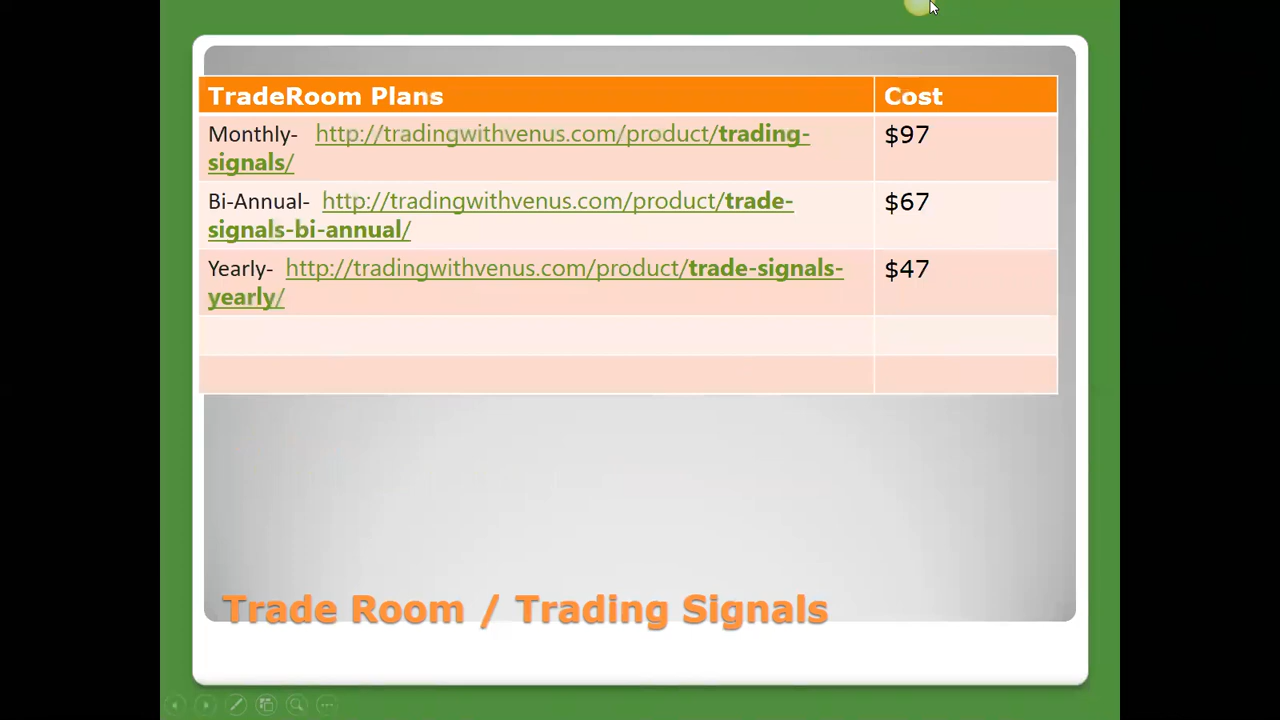 TradeRoom Plans
Cost
Monthly- http://tradingwithvenus.com/product/trading-
signals/
$97
Bi-Annual- http://tradingwithvenus.com/product/trade-
signals-bi-annual/
$67
Yearly- http://tradingwithvenus.com/product/trade-signals-
yearly/
$47
Trade Room / Trading Signals